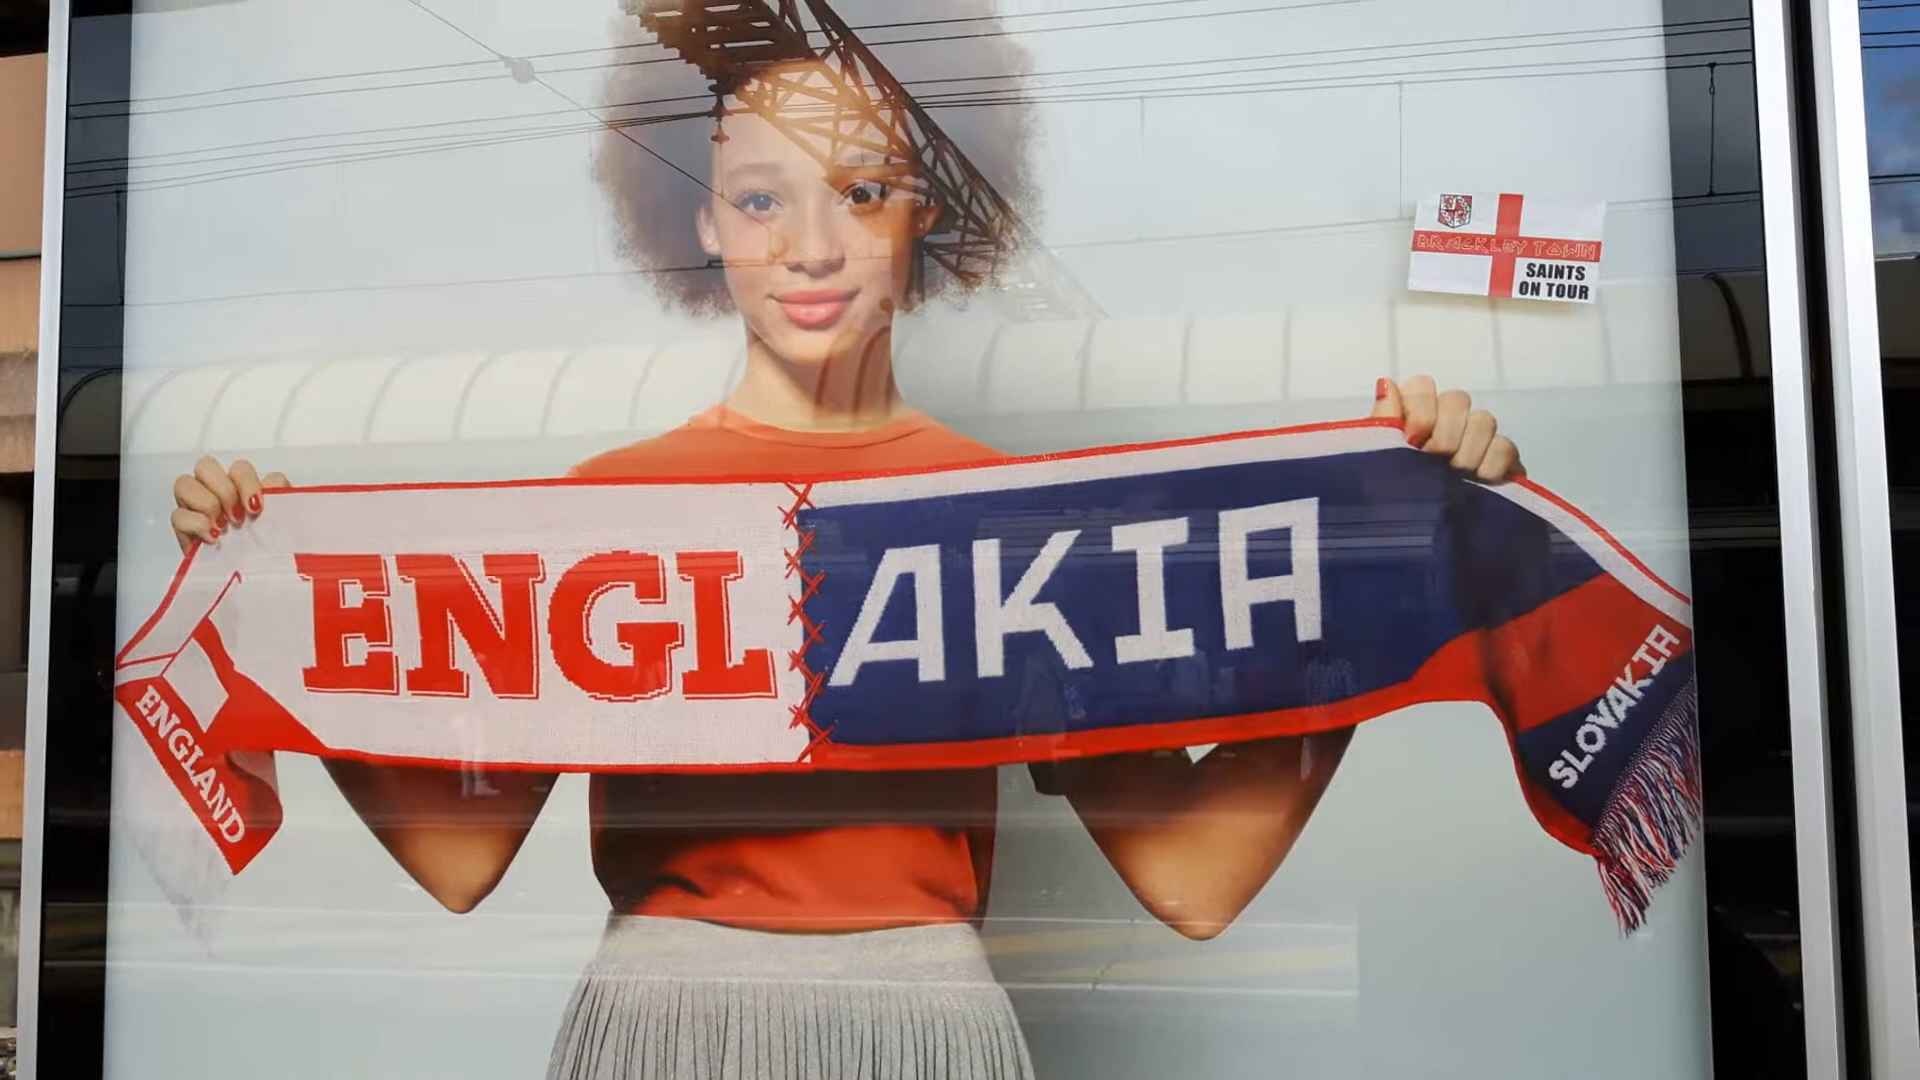 BRACKLEY TOWN
SAINTS
ON TOUR
ENGL AKIA
ENGLAND
SLOVAKIA